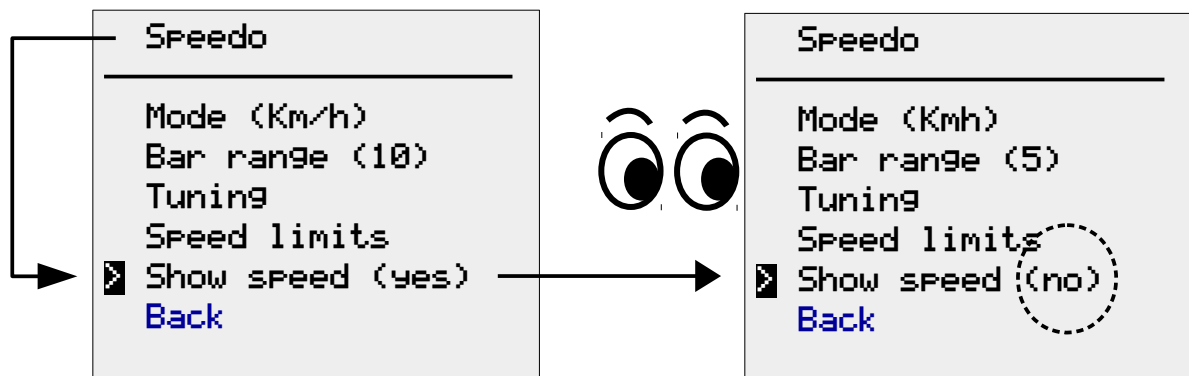 Speedo
Mode (Km/h)
Bar range (10)
Tuning
Speed limits
> Show speed (yes)
Back
Speedo
Mode (Kmh)
Bar range (5)
Tuning
Speed limits
> Show speed (no)
Back